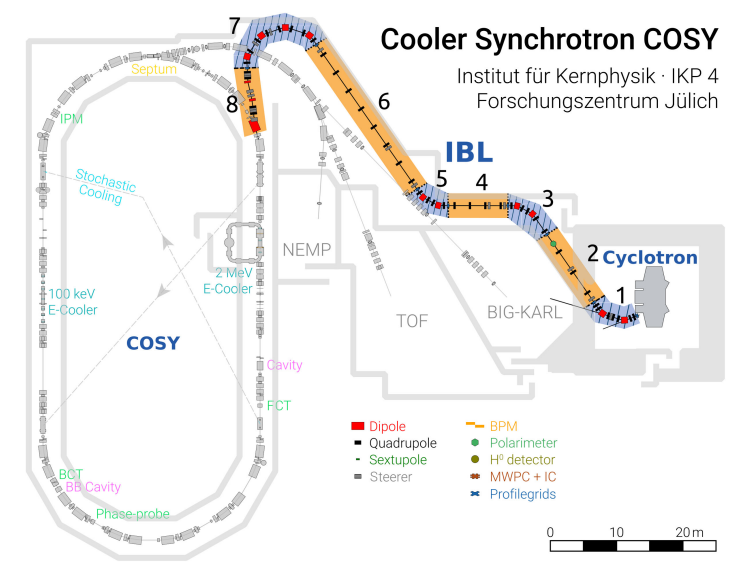 Cooler Synchrotron COSY
Institut für Kernphysik · IKP 4
Forschungszentrum Jülich
7
8
6
IBL
5
4
3
2
1
Cyclotron
Septum
IPM
Stochastic
Cooling
NEMP
2 MeV
E-Cooler
100 keV
E-Cooler
COSY
TOF
BIG-KARL
Cavity
FCT
BCT
BB Cavity
Phase-probe
Dipole
Quadrupole
Sextupole
Steerer
BPM
Polarimeter
H⁰ detector
MWPC + IC
Profilegrids
0 10 20 m